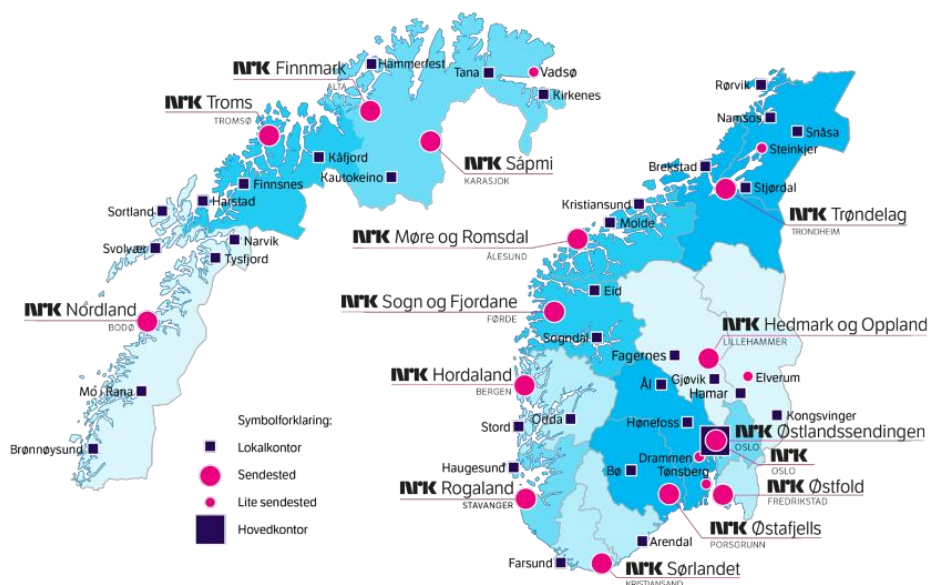 NRK Finnmark
ALTA
Hammerfest
Tana
Vadsø
Kirkenes
NRK Troms
TROMSØ
Kåfjord
Kautokeino
NRK Sápmi
KARASJOK
Finnsnes
Harstad
Sortland
Svolvær
Narvik
Tysfjord
NRK Nordland
BODØ
Mo i Rana
Brønnøysund
Symbolforklaring:
Lokalkontor
Sendested
Lite sendested
Hovedkontor
Rørvik
Namsos
Snåsa
Steinkjer
Brekstad
Stjørdal
NRK Trøndelag
TRONDHEIM
Kristiansund
Molde
NRK Møre og Romsdal
ÅLESUND
Eid
NRK Sogn og Fjordane
FØRDE
Sogndal
NRK Hedmark og Oppland
LILLEHAMMER
Fagernes
Gjøvik
Elverum
Hamar
Ål
NRK Hordaland
BERGEN
Odda
Stord
Hønefoss
Kongsvinger
NRK Østlandssendingen
OSLO
NRK
OSLO
Drammen
Tønsberg
Bø
Haugesund
NRK Rogaland
STAVANGER
NRK Østfold
FREDRIKSTAD
NRK Østafjells
PORSGRUNN
Arendal
Farsund
NRK Sørlandet
KRISTIANSAND